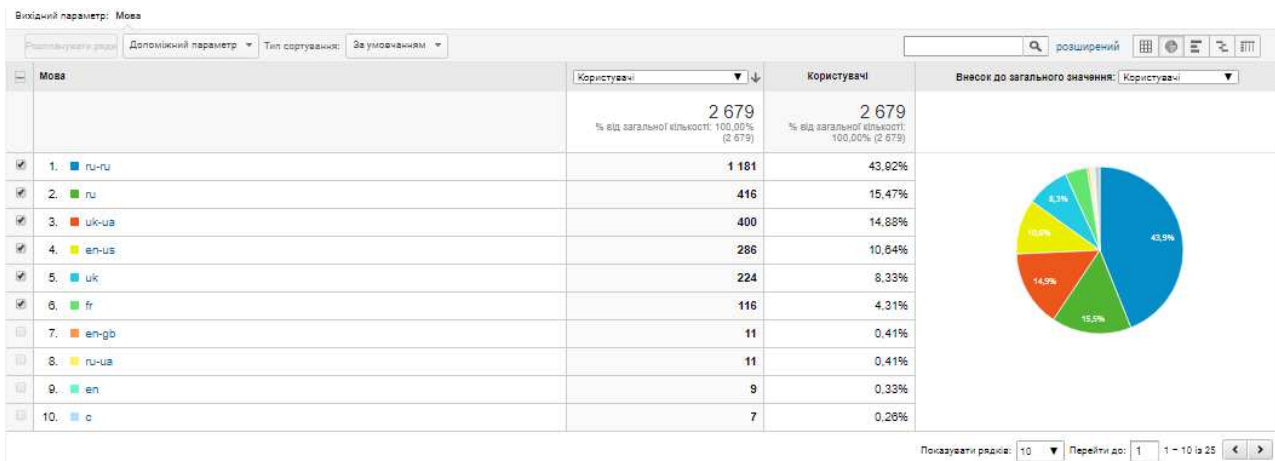 Вихідний параметр: Мова
Розпланувати рядки Допоміжний параметр Тип сортування: За умовчанням розширений
Мова Користувачі Користувачі Внесок до загального значення: Користувачі
2 679 2 679
% від загальної кількості: 100,00% % від загальної кількості:
(2 679) 100,00% (2 679)
1. ru-ru 1 181 43,92%
2. ru 416 15,47%
3. uk-ua 400 14,88%
4. en-us 286 10,64%
5. uk 224 8,33%
6. fr 116 4,31%
7. en-gb 11 0,41%
8. ru-ua 11 0,41%
9. en 9 0,33%
10. c 7 0,26%
8,3%
10,6%
43,9%
14,9%
15,5%
Показувати рядків: 10 Перейти до: 1 1 – 10 із 25